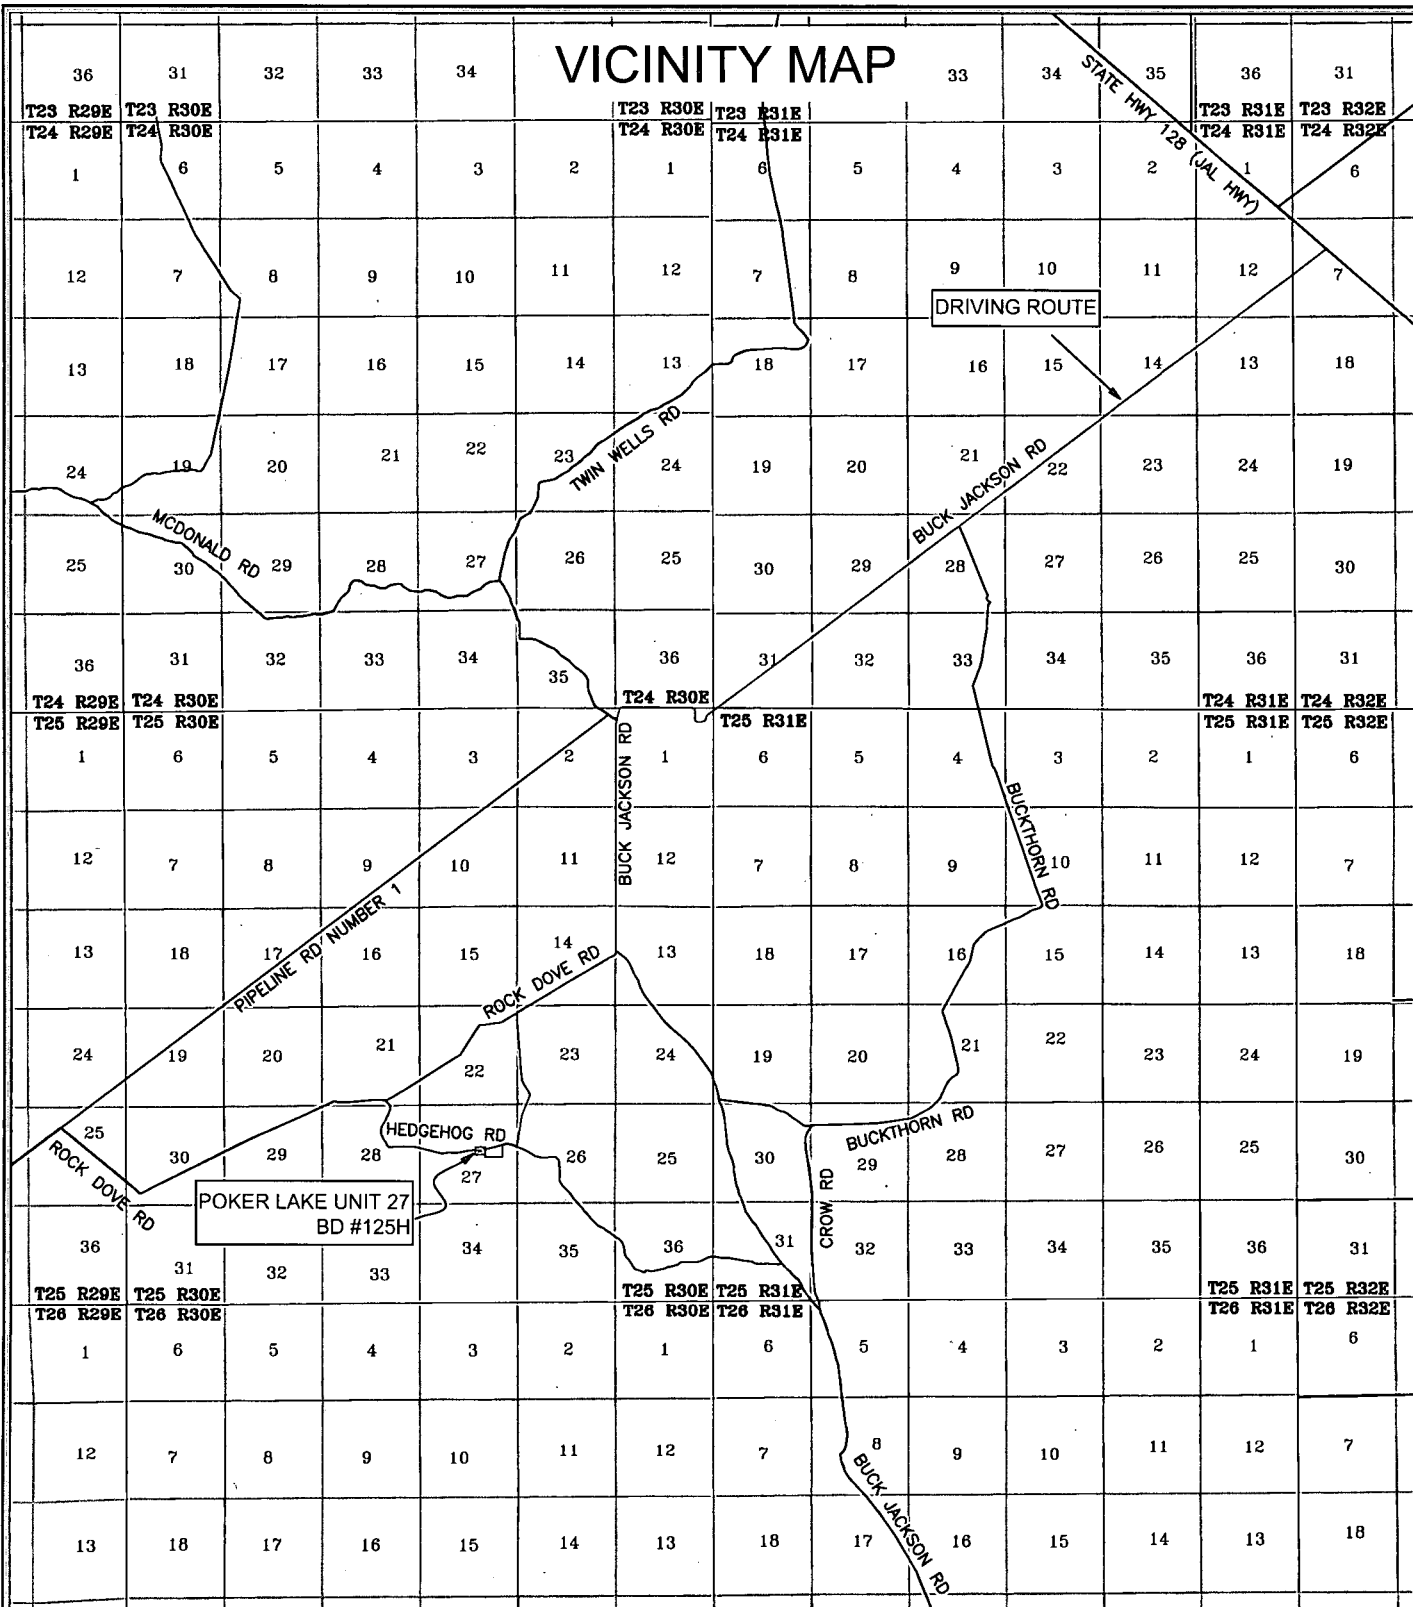 VICINITY MAP
36 31 32 33 34 33 34 35 36 31
STATE HWY 128 (JAL HWY)
T23 R29E T23 R30E T23 R30E T23 R31E T23 R31E T23 R32E
T24 R29E T24 R30E T24 R30E T24 R31E T24 R31E T24 R32E
1 6 5 4 3 2 1 6 5 4 3 2 1 6
12 7 8 9 10 11 12 7 8 9 10 11 12 7
DRIVING ROUTE
13 18 17 16 15 14 13 18 17 16 15 14 13 18
TWIN WELLS RD
24 19 20 21 22 23 24 19 20 21 22 23 24 19
BUCK JACKSON RD
MCDONALD RD
25 30 29 28 27 26 25 30 29 28 27 26 25 30
36 31 32 33 34 35 36 31 32 33 34 35 36 31
T24 R29E T24 R30E T24 R30E T24 R31E T24 R32E
T25 R29E T25 R30E T25 R31E T25 R31E T25 R32E
1 6 5 4 3 2 1 6 5 4 3 2 1 6
BUCK JACKSON RD
BUCKTHORN RD
12 7 8 9 10 11 12 7 8 9 10 11 12 7
PIPELINE RD NUMBER 1
13 18 17 16 15 14 13 18 17 16 15 14 13 18
ROCK DOVE RD
24 19 20 21 22 23 24 19 20 21 22 23 24 19
HEDGEHOG RD
BUCKTHORN RD
25 30 29 28 27 26 25 30 29 28 27 26 25 30
ROCK DOVE RD
POKER LAKE UNIT 27
BD #125H
CROW RD
36 31 32 33 34 35 36 31 32 33 34 35 36 31
T25 R29E T25 R30E T25 R30E T25 R31E T25 R31E T25 R32E
T26 R29E T26 R30E T26 R30E T26 R31E T26 R31E T26 R32E
1 6 5 4 3 2 1 6 5 4 3 2 1 6
12 7 8 9 10 11 12 7 8 9 10 11 12 7
BUCK JACKSON RD
13 18 17 16 15 14 13 18 17 16 15 14 13 18